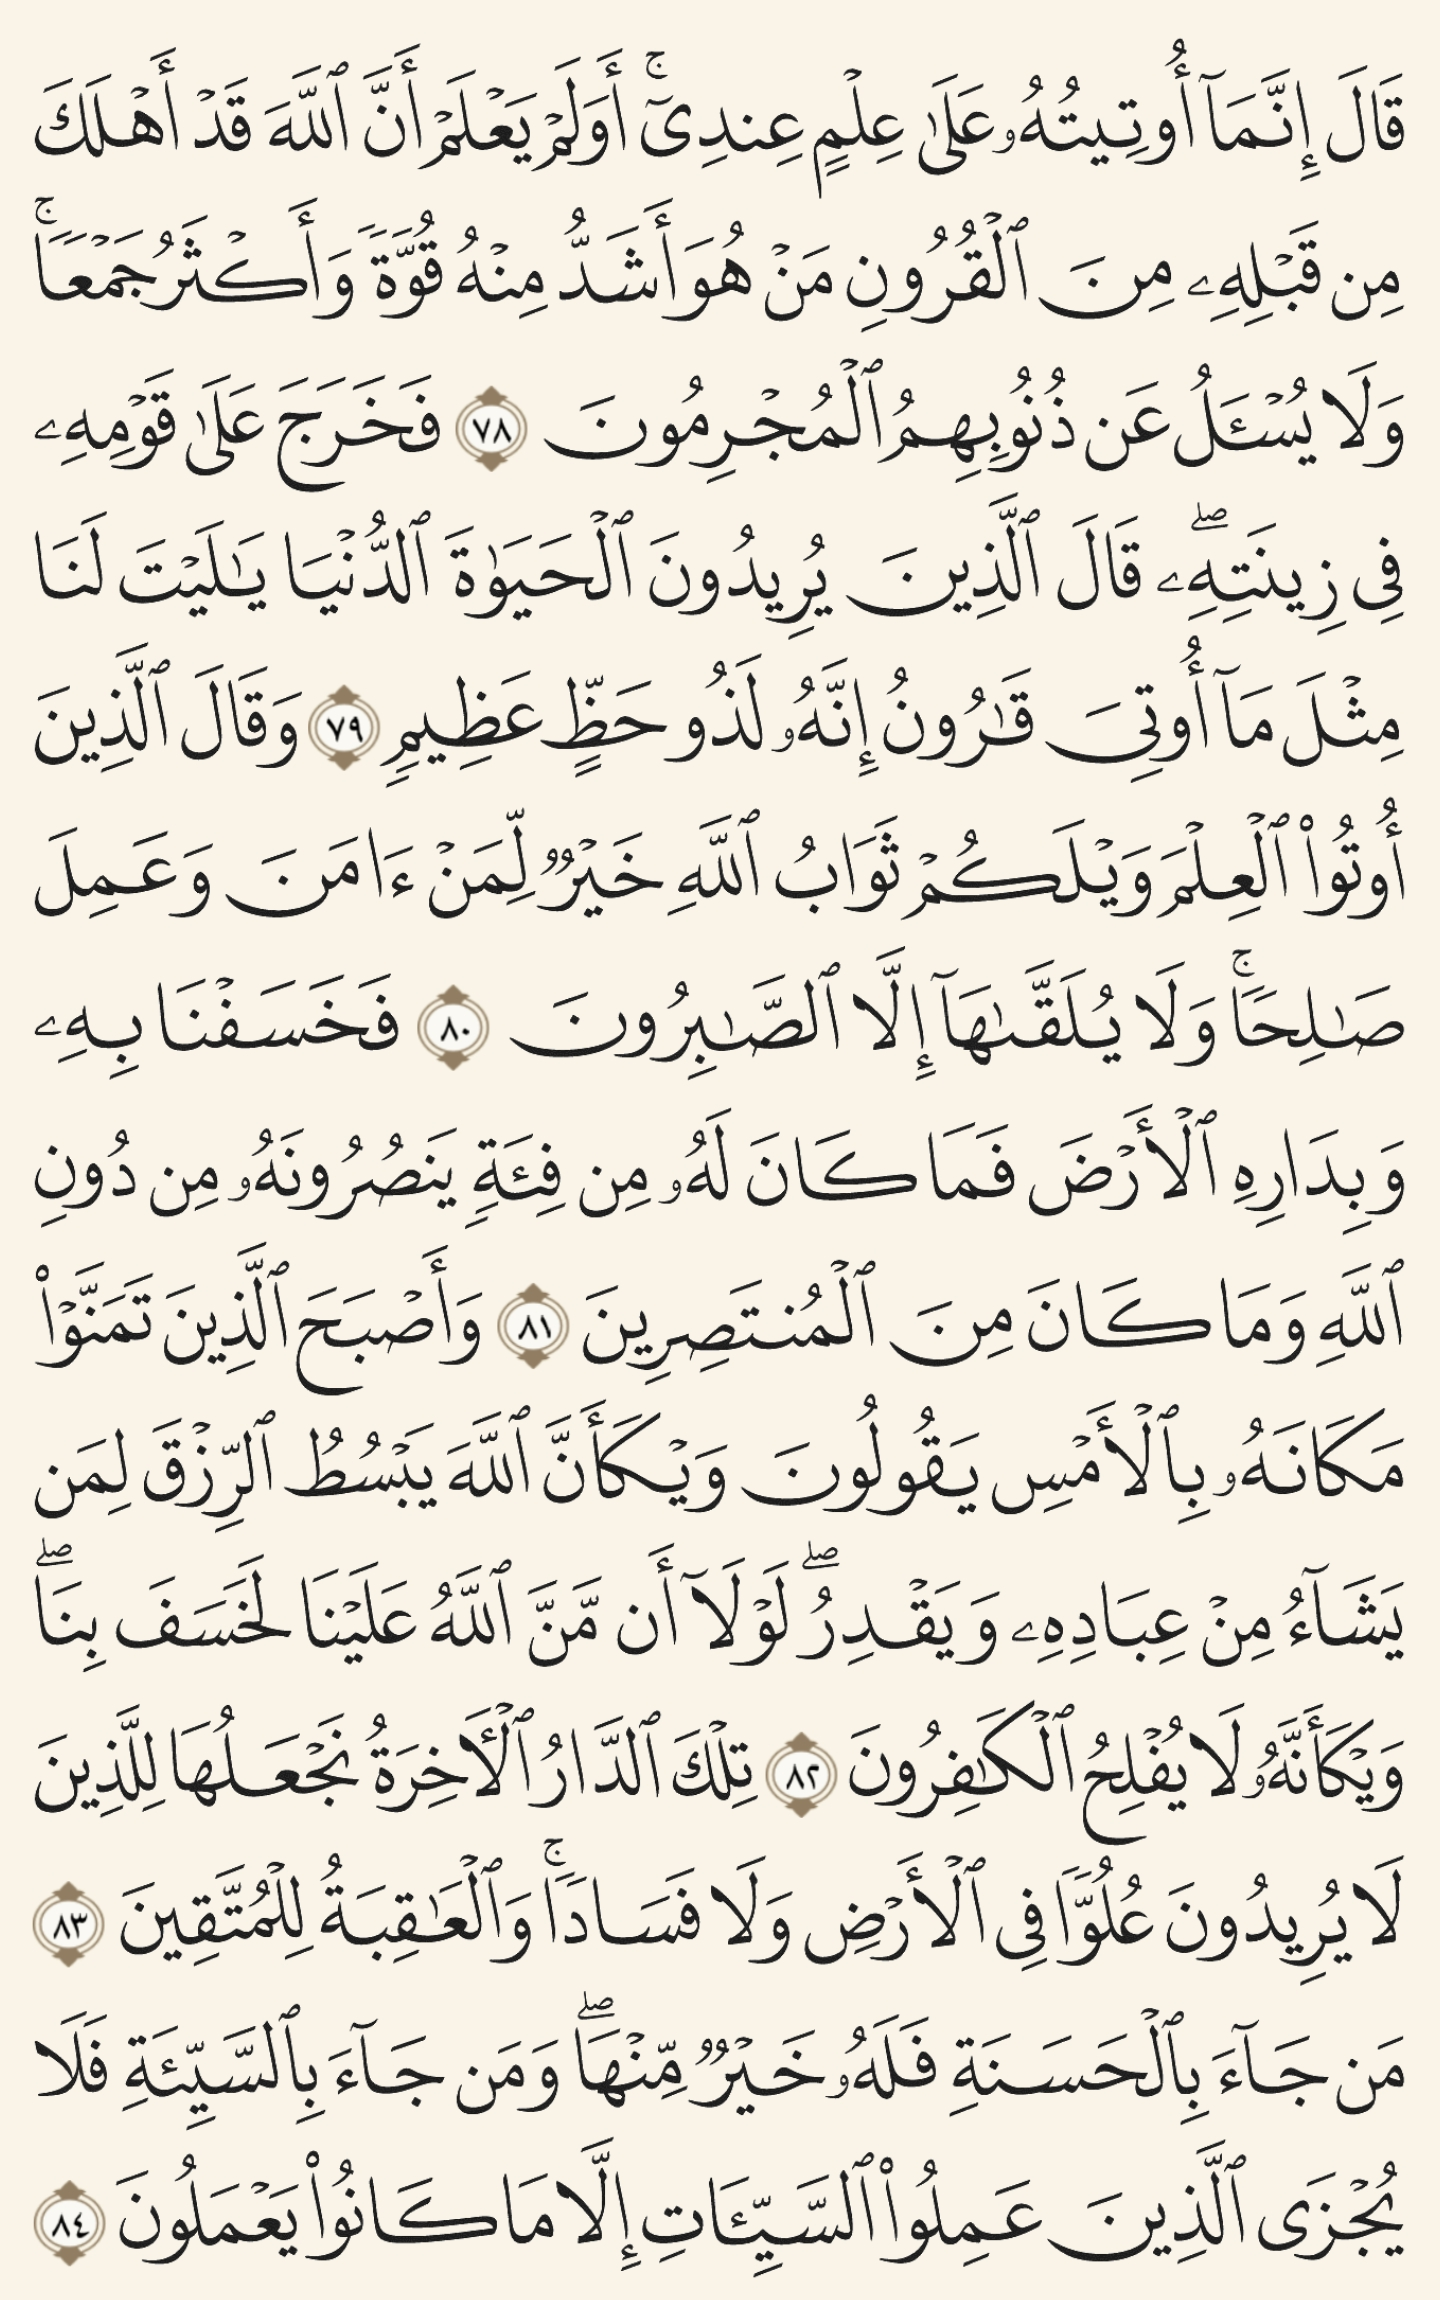 قَالَ إِنَّمَآ أُوتِيتُهُۥ عَلَىٰ عِلْمٍ عِندِىٓ ۚ أَوَلَمْ يَعْلَمْ أَنَّ ٱللَّهَ قَدْ أَهْلَكَ
مِن قَبْلِهِۦ مِنَ ٱلْقُرُونِ مَنْ هُوَ أَشَدُّ مِنْهُ قُوَّةً وَأَكْثَرُ جَمْعًا ۚ
وَلَا يُسْـَٔلُ عَن ذُنُوبِهِمُ ٱلْمُجْرِمُونَ ٧٨ فَخَرَجَ عَلَىٰ قَوْمِهِۦ
فِى زِينَتِهِۦ ۖ قَالَ ٱلَّذِينَ يُرِيدُونَ ٱلْحَيَوٰةَ ٱلدُّنْيَا يَـٰلَيْتَ لَنَا
مِثْلَ مَآ أُوتِىَ قَـٰرُونُ إِنَّهُۥ لَذُو حَظٍّ عَظِيمٍ ٧٩ وَقَالَ ٱلَّذِينَ
أُوتُوا۟ ٱلْعِلْمَ وَيْلَكُمْ ثَوَابُ ٱللَّهِ خَيْرٌ لِّمَنْ ءَامَنَ وَعَمِلَ
صَـٰلِحًا ۚ وَلَا يُلَقَّىٰهَآ إِلَّا ٱلصَّـٰبِرُونَ ٨٠ فَخَسَفْنَا بِهِۦ
وَبِدَارِهِ ٱلْأَرْضَ فَمَا كَانَ لَهُۥ مِن فِئَةٍ يَنصُرُونَهُۥ مِن دُونِ
ٱللَّهِ وَمَا كَانَ مِنَ ٱلْمُنتَصِرِينَ ٨١ وَأَصْبَحَ ٱلَّذِينَ تَمَنَّوْا۟
مَكَانَهُۥ بِٱلْأَمْسِ يَقُولُونَ وَيْكَأَنَّ ٱللَّهَ يَبْسُطُ ٱلرِّزْقَ لِمَن
يَشَآءُ مِنْ عِبَادِهِۦ وَيَقْدِرُ ۖ لَوْلَآ أَن مَّنَّ ٱللَّهُ عَلَيْنَا لَخَسَفَ بِنَا ۖ
وَيْكَأَنَّهُۥ لَا يُفْلِحُ ٱلْكَـٰفِرُونَ ٨٢ تِلْكَ ٱلدَّارُ ٱلْـَٔاخِرَةُ نَجْعَلُهَا لِلَّذِينَ
لَا يُرِيدُونَ عُلُوًّا فِى ٱلْأَرْضِ وَلَا فَسَادًا ۚ وَٱلْعَـٰقِبَةُ لِلْمُتَّقِينَ ٨٣
مَن جَآءَ بِٱلْحَسَنَةِ فَلَهُۥ خَيْرٌ مِّنْهَا ۖ وَمَن جَآءَ بِٱلسَّيِّئَةِ فَلَا
يُجْزَى ٱلَّذِينَ عَمِلُوا۟ ٱلسَّيِّـَٔاتِ إِلَّا مَا كَانُوا۟ يَعْمَلُونَ ٨٤